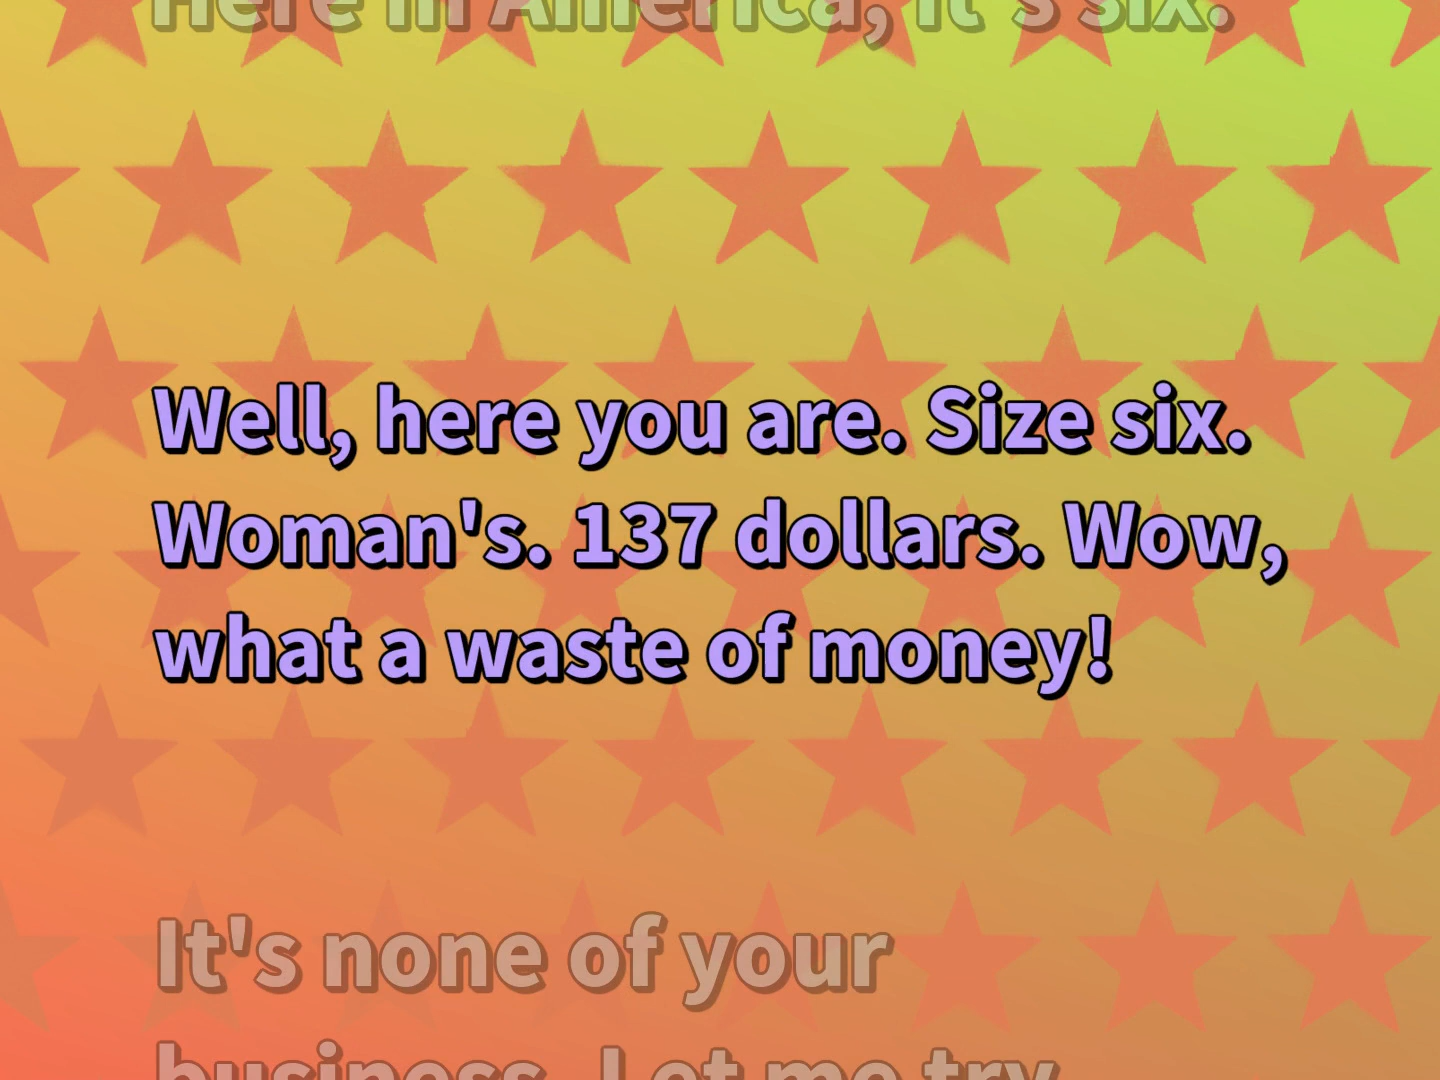 Here in America, it's six.
Well, here you are. Size six.
Woman's. 137 dollars. Wow,
what a waste of money!
It's none of your
business. Let me try